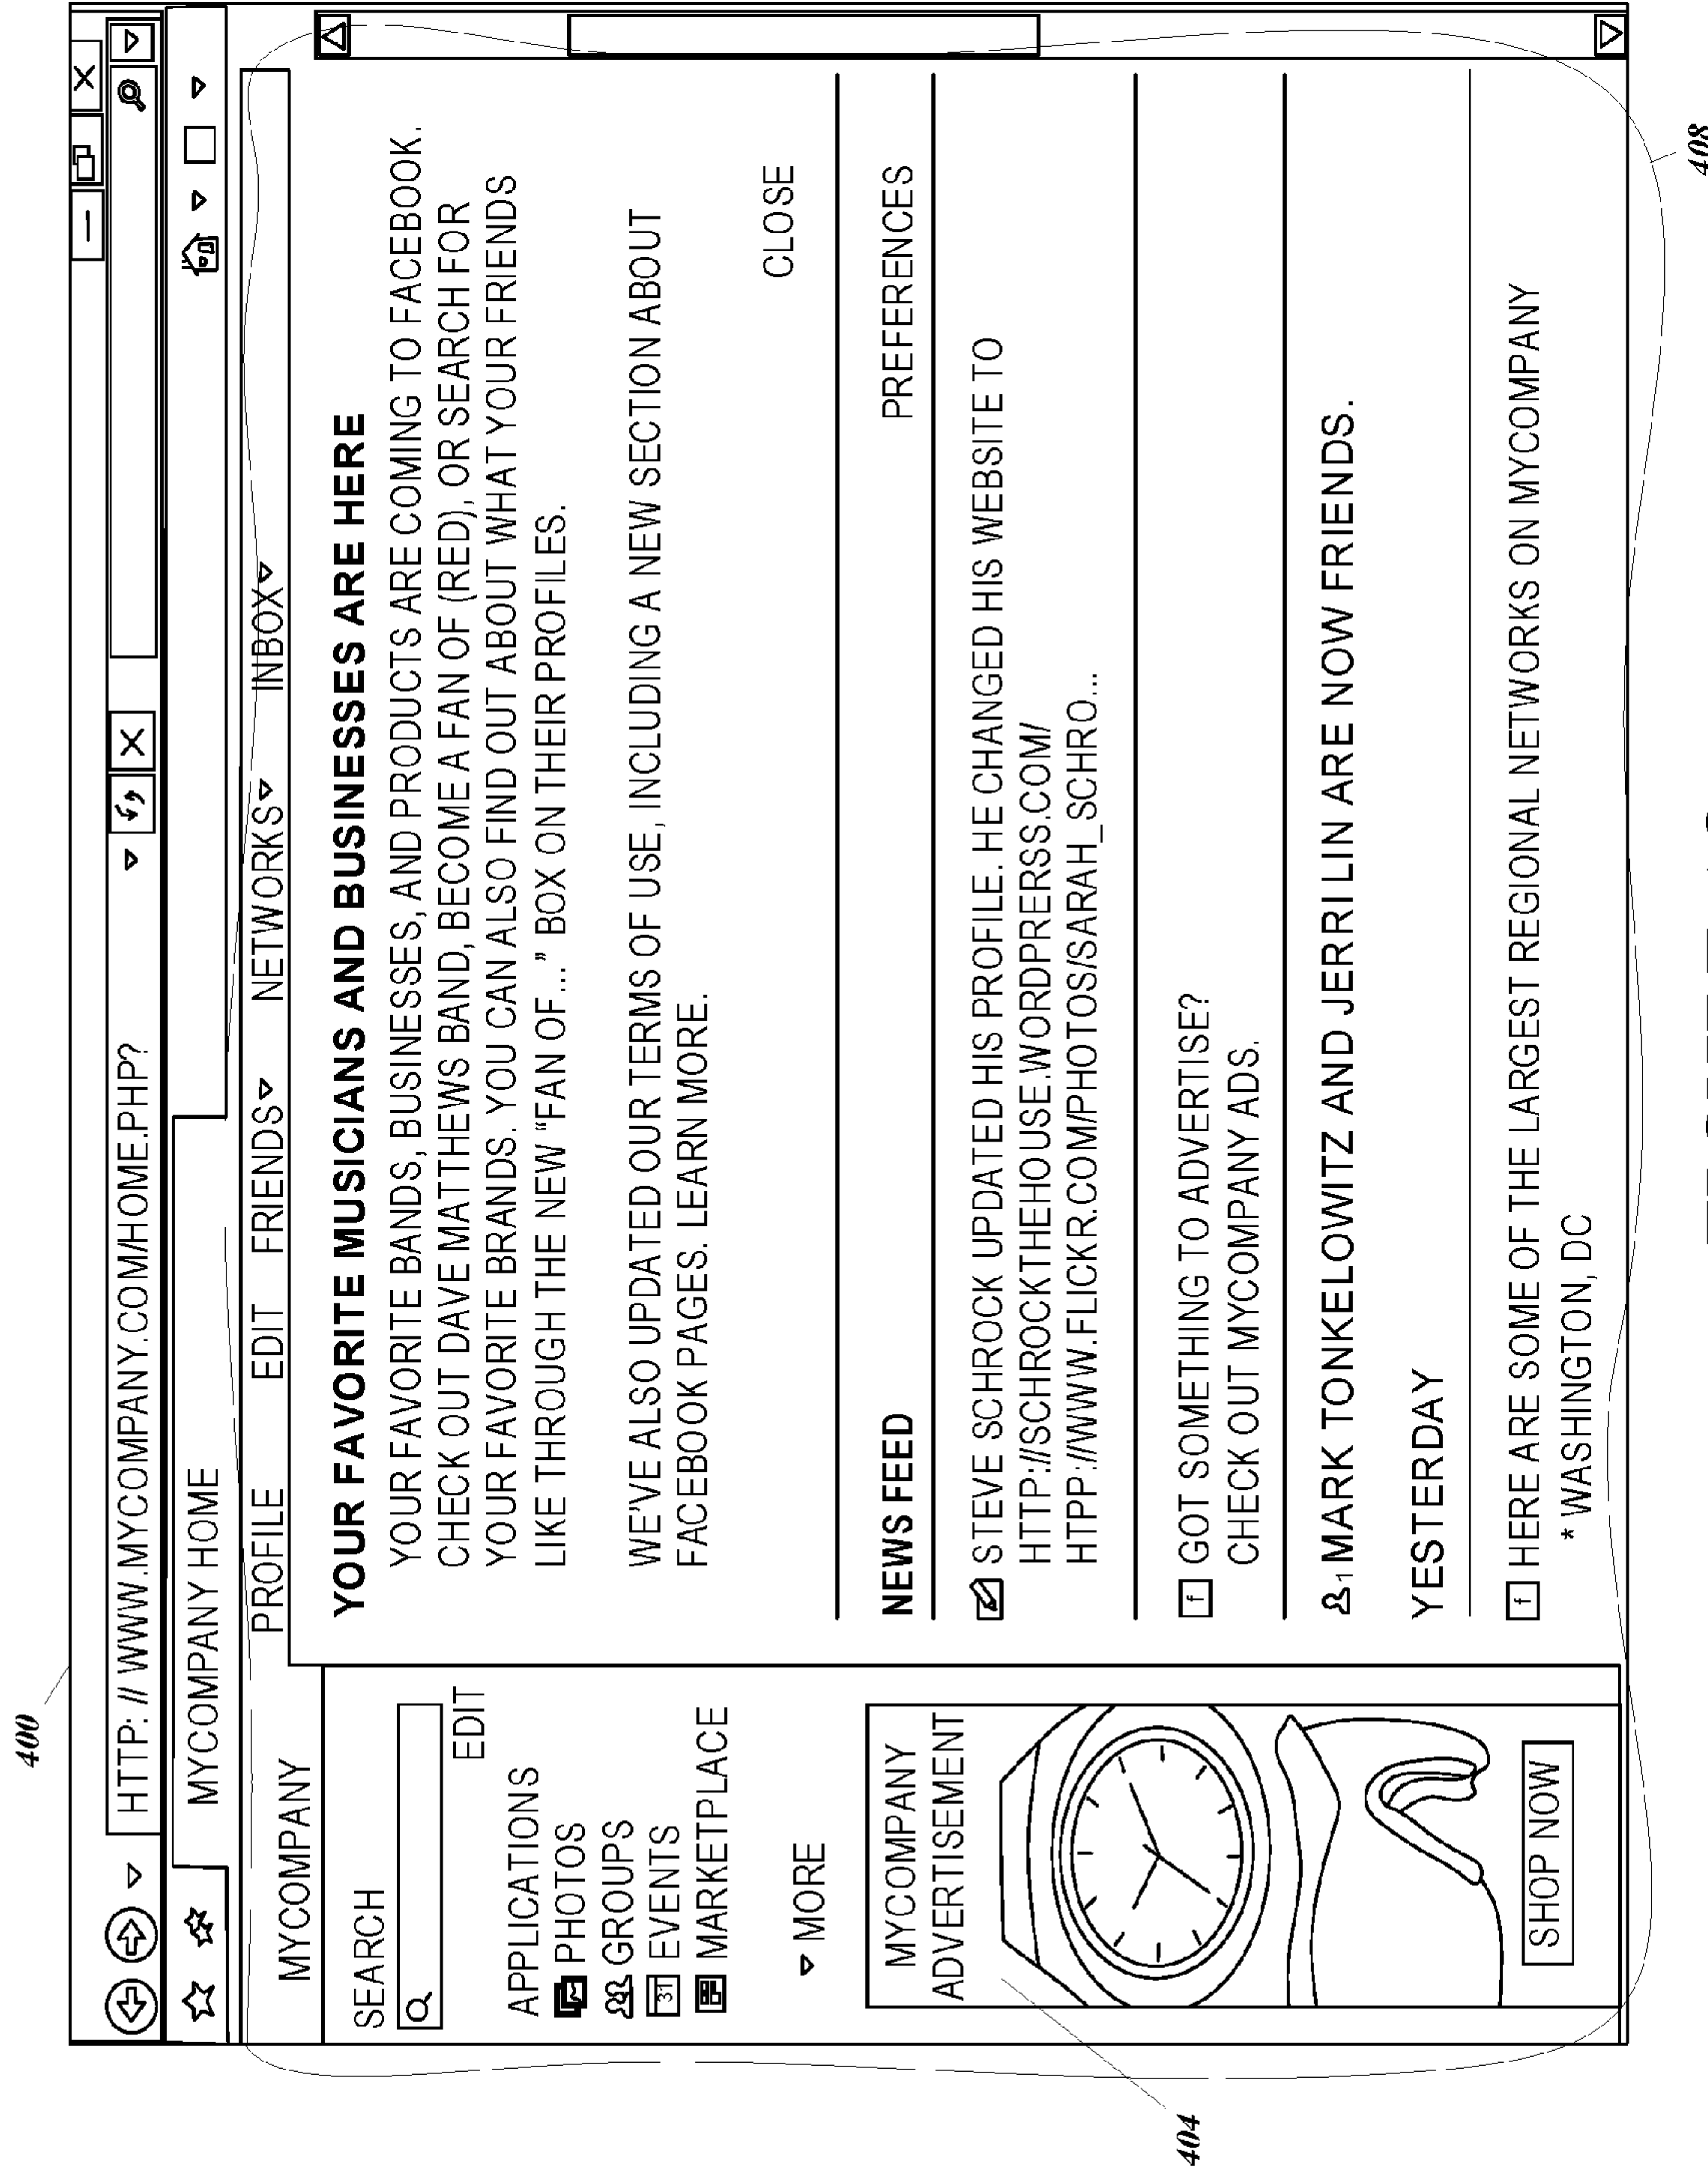 400
HTTP: // WWW.MYCOMPANY.COM/HOME.PHP?
MYCOMPANY HOME
MYCOMPANY
PROFILE EDIT FRIENDS NETWORKS INBOX
SEARCH
EDIT
APPLICATIONS
PHOTOS
GROUPS
31 EVENTS
MARKETPLACE
MORE
MYCOMPANY
ADVERTISEMENT
SHOP NOW
404
YOUR FAVORITE MUSICIANS AND BUSINESSES ARE HERE
YOUR FAVORITE BANDS, BUSINESSES, AND PRODUCTS ARE COMING TO FACEBOOK.
CHECK OUT DAVE MATTHEWS BAND, BECOME A FAN OF (RED), OR SEARCH FOR
YOUR FAVORITE BRANDS. YOU CAN ALSO FIND OUT ABOUT WHAT YOUR FRIENDS
LIKE THROUGH THE NEW "FAN OF..." BOX ON THEIR PROFILES.
WE'VE ALSO UPDATED OUR TERMS OF USE, INCLUDING A NEW SECTION ABOUT
FACEBOOK PAGES. LEARN MORE.
CLOSE
NEWS FEED PREFERENCES
STEVE SCHROCK UPDATED HIS PROFILE. HE CHANGED HIS WEBSITE TO
HTTP://SCHROCKTHEHOUSE.WORDPRERSS.COM/
HTPP://WWW.FLICKR.COM/PHOTOS/SARAH_SCHRO...
f GOT SOMETHING TO ADVERTISE?
CHECK OUT MYCOMPANY ADS.
1 MARK TONKELOWITZ AND JERRI LIN ARE NOW FRIENDS.
YESTERDAY
f HERE ARE SOME OF THE LARGEST REGIONAL NETWORKS ON MYCOMPANY
* WASHINGTON, DC
408